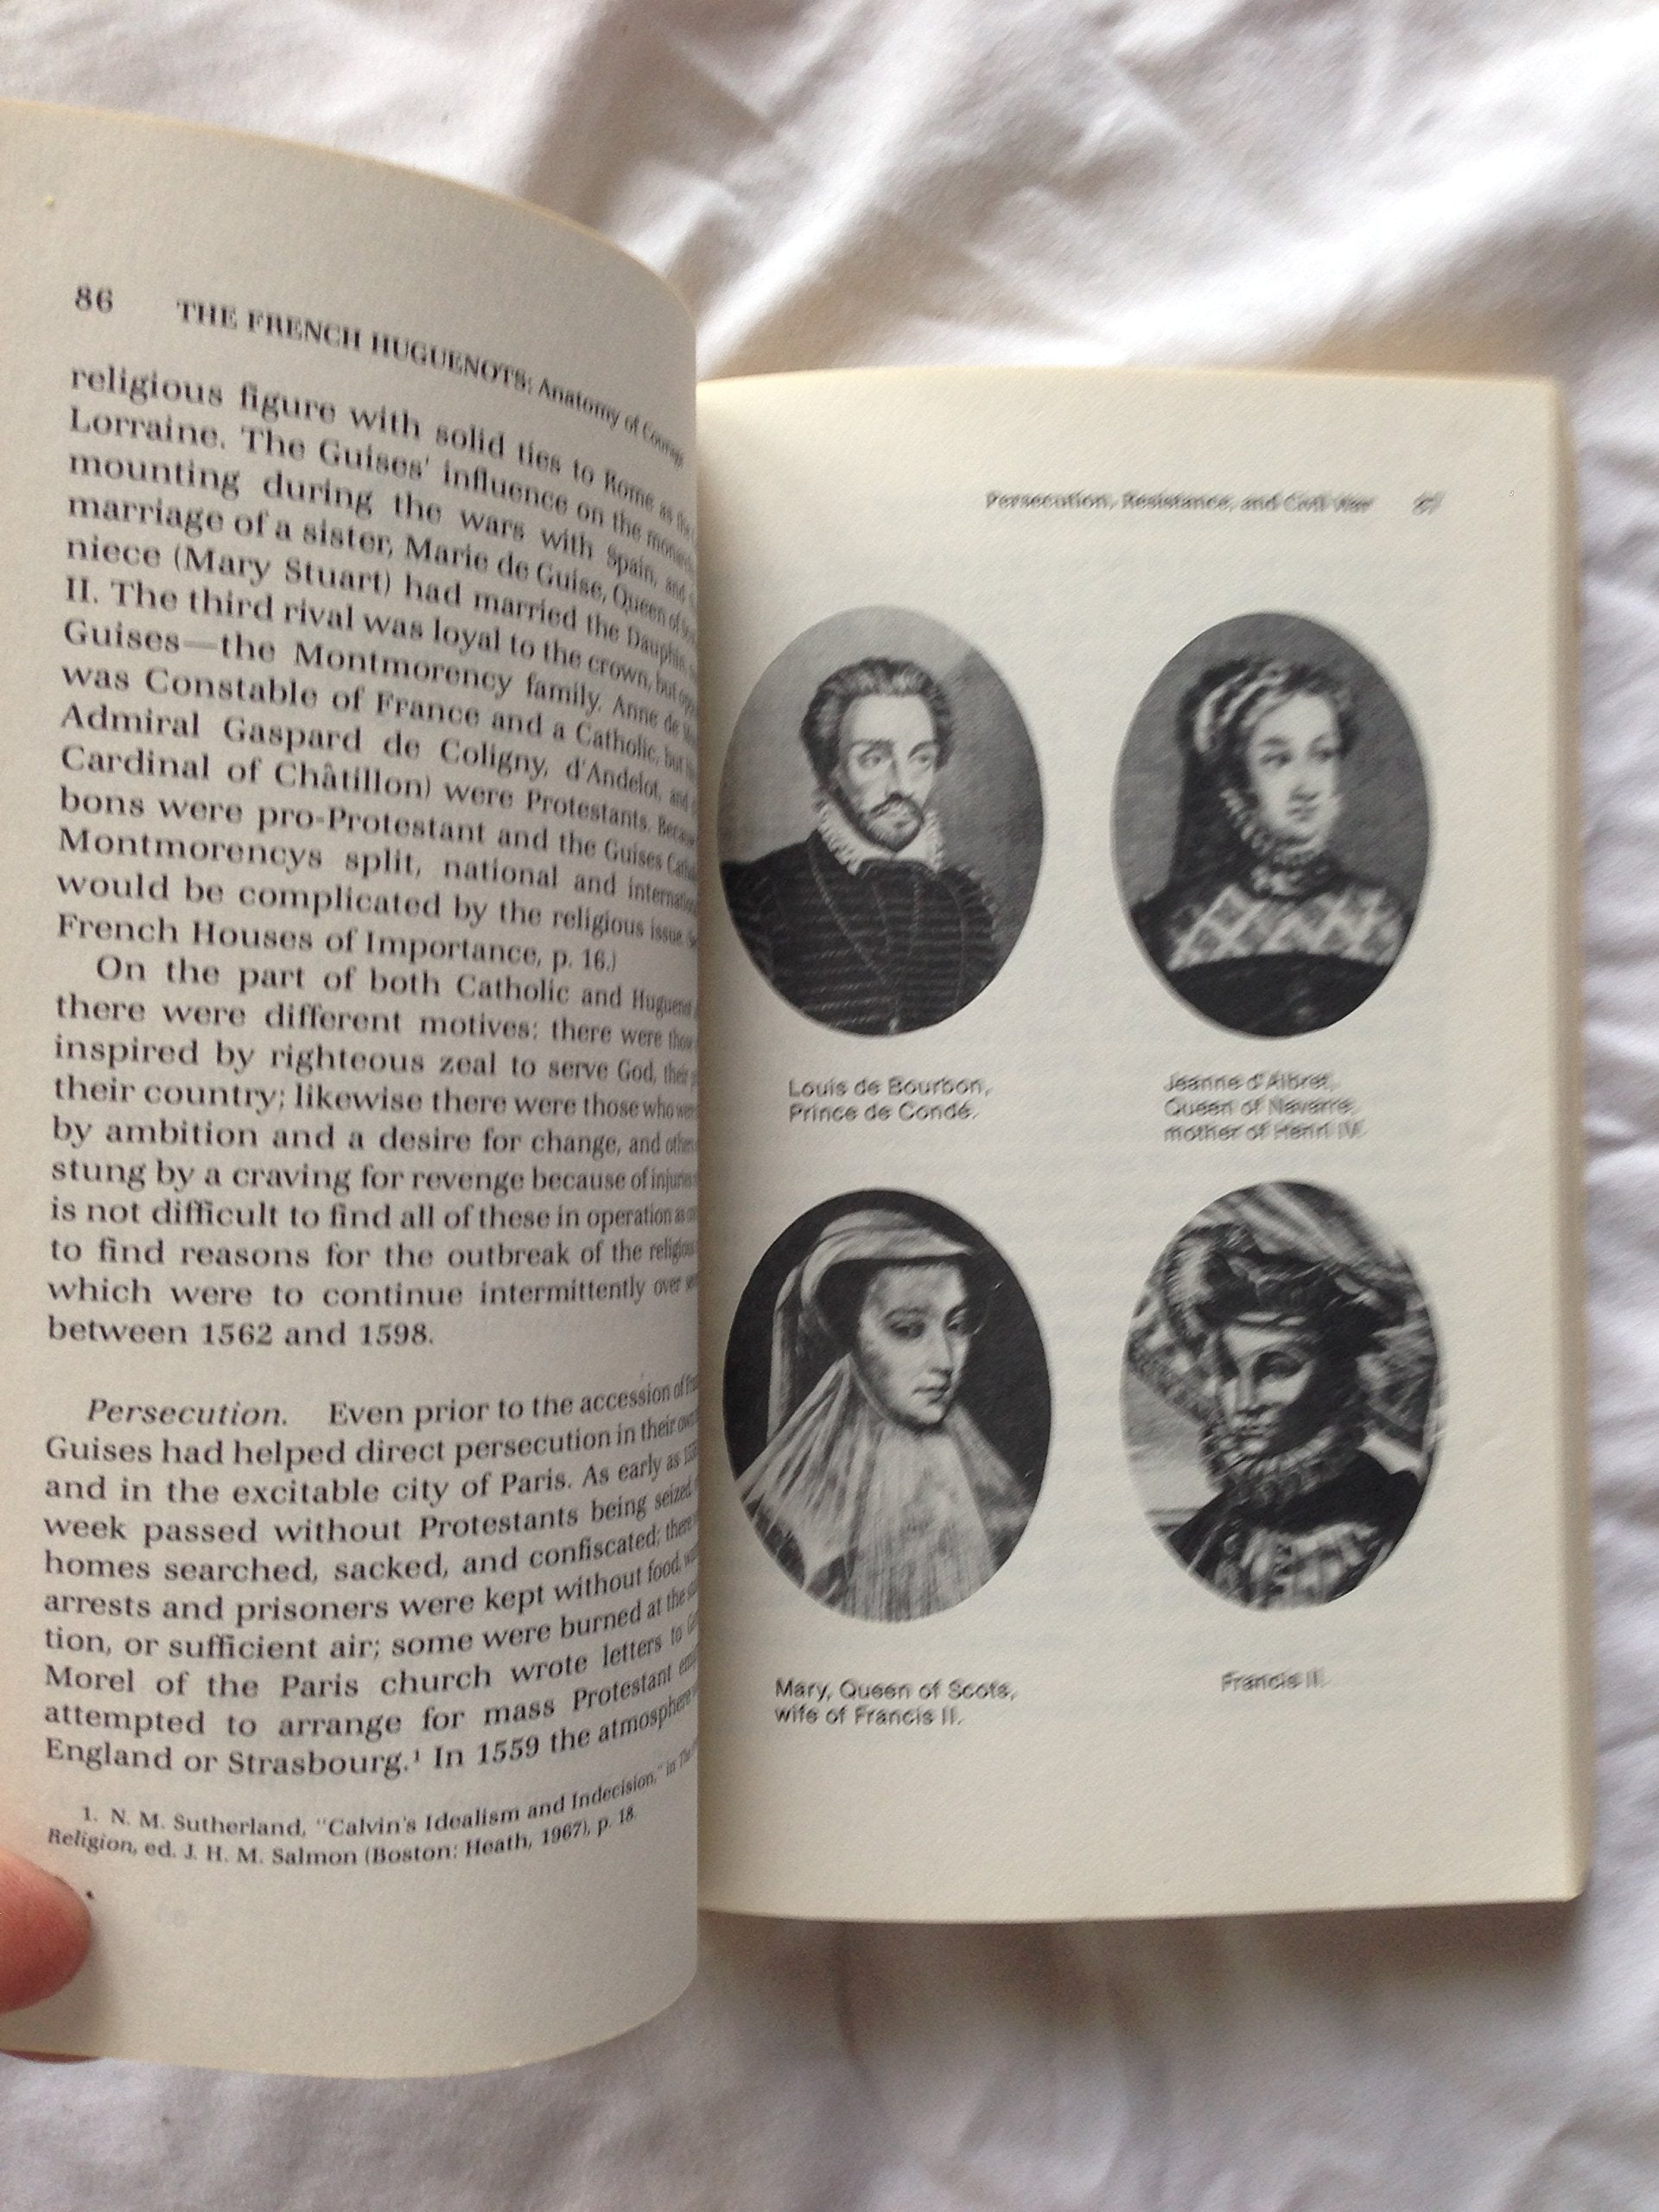 86 THE FRENCH HUGUENOTS: Anatomy of Courage
religious figure with solid ties to Rome as the
Lorraine. The Guises' influence on the
mounting during the wars with Spain, and
marriage of a sister, Marie de Guise, Queen of
niece (Mary Stuart) had married the Dauphin,
II. The third rival was loyal to the crown, but
Guises—the Montmorency family. Anne de
was Constable of France and a Catholic, but
Admiral Gaspard de Coligny, d'Andelot, and
Cardinal of Châtillon) were Protestants. Because
bons were pro-Protestant and the Guises
Montmorencys split, national and
would be complicated by the religious issue.
French Houses of Importance, p. 16.)
On the part of both Catholic and
there were different motives: there were those
inspired by righteous zeal to serve God, their
their country; likewise there were those who were
by ambition and a desire for change, and
stung by a craving for revenge because of
is not difficult to find all of these in operation
to find reasons for the outbreak of the
which were to continue intermittently over
between 1562 and 1598.
Persecution. Even prior to the accession of
Guises had helped direct persecution in their own
and in the excitable city of Paris. As early as
week passed without Protestants being seized
homes searched, sacked, and confiscated; there
arrests and prisoners were kept without food,
tion, or sufficient air; some were burned at the
Morel of the Paris church wrote letters to
attempted to arrange for mass Protestant
England or Strasbourg.¹ In 1559 the atmosphere
1. N. M. Sutherland, "Calvin's Idealism and Indecision," in The
Religion, ed. J. H. M. Salmon (Boston: Heath, 1967), p. 18.
Persecution, Resistance, and Civil War 87
Louis de Bourbon,
Prince de Condé.
Jeanne d'Albret,
Queen of Navarre,
mother of Henri IV.
Mary, Queen of Scots,
wife of Francis II.
Francis II.